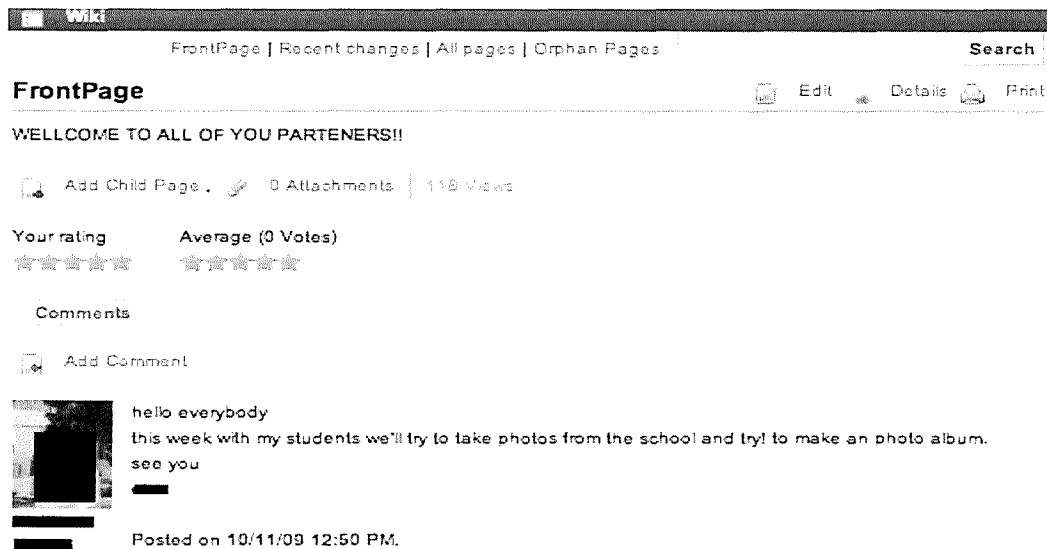 Wiki
FrontPage | Recent changes | All pages | Orphan Pages Search
FrontPage Edit Details Print
WELLCOME TO ALL OF YOU PARTENERS!!
Add Child Page . 0 Attachments 118 Views
Your rating Average (0 Votes)
Comments
Add Comment
hello everybody
this week with my students we'll try to take photos from the school and try! to make an photo album.
see you
Posted on 10/11/09 12:50 PM.